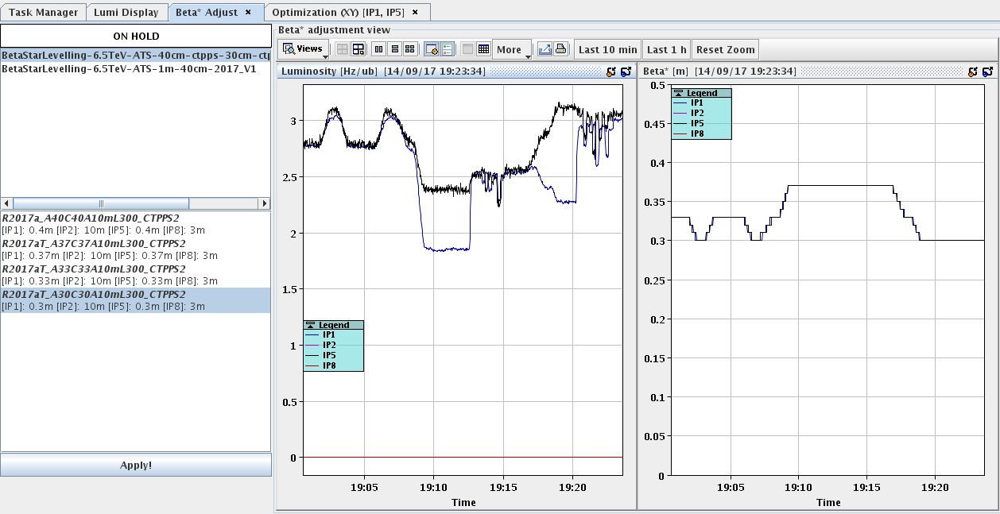 Task Manager
Lumi Display
Beta* Adjust ×
Optimization (XY) [IP1, IP5] ×
ON HOLD
BetaStarLevelling-6.5TeV-ATS-40cm-ctpps-30cm-ctp
BetaStarLevelling-6.5TeV-ATS-1m-40cm-2017_V1
R2017a_A40C40A10mL300_CTPPS2
[IP1]: 0.4m [IP2]: 10m [IP5]: 0.4m [IP8]: 3m
R2017aT_A37C37A10mL300_CTPPS2
[IP1]: 0.37m [IP2]: 10m [IP5]: 0.37m [IP8]: 3m
R2017aT_A33C33A10mL300_CTPPS2
[IP1]: 0.33m [IP2]: 10m [IP5]: 0.33m [IP8]: 3m
R2017aT_A30C30A10mL300_CTPPS2
[IP1]: 0.3m [IP2]: 10m [IP5]: 0.3m [IP8]: 3m
Apply!
Beta* adjustment view
Views
More
Last 10 min
Last 1 h
Reset Zoom
Luminosity [Hz/ub] [14/09/17 19:23:34]
3
2.5
2
1.5
1
0.5
0
Legend
IP1
IP2
IP5
IP8
19:05
19:10
19:15
19:20
Time
Beta* [m] [14/09/17 19:23:34]
0.5
0.45
0.4
0.35
0.3
0.25
0.2
0.15
0.1
0.05
0
Legend
IP1
IP2
IP5
IP8
19:05
19:10
19:15
19:20
Time